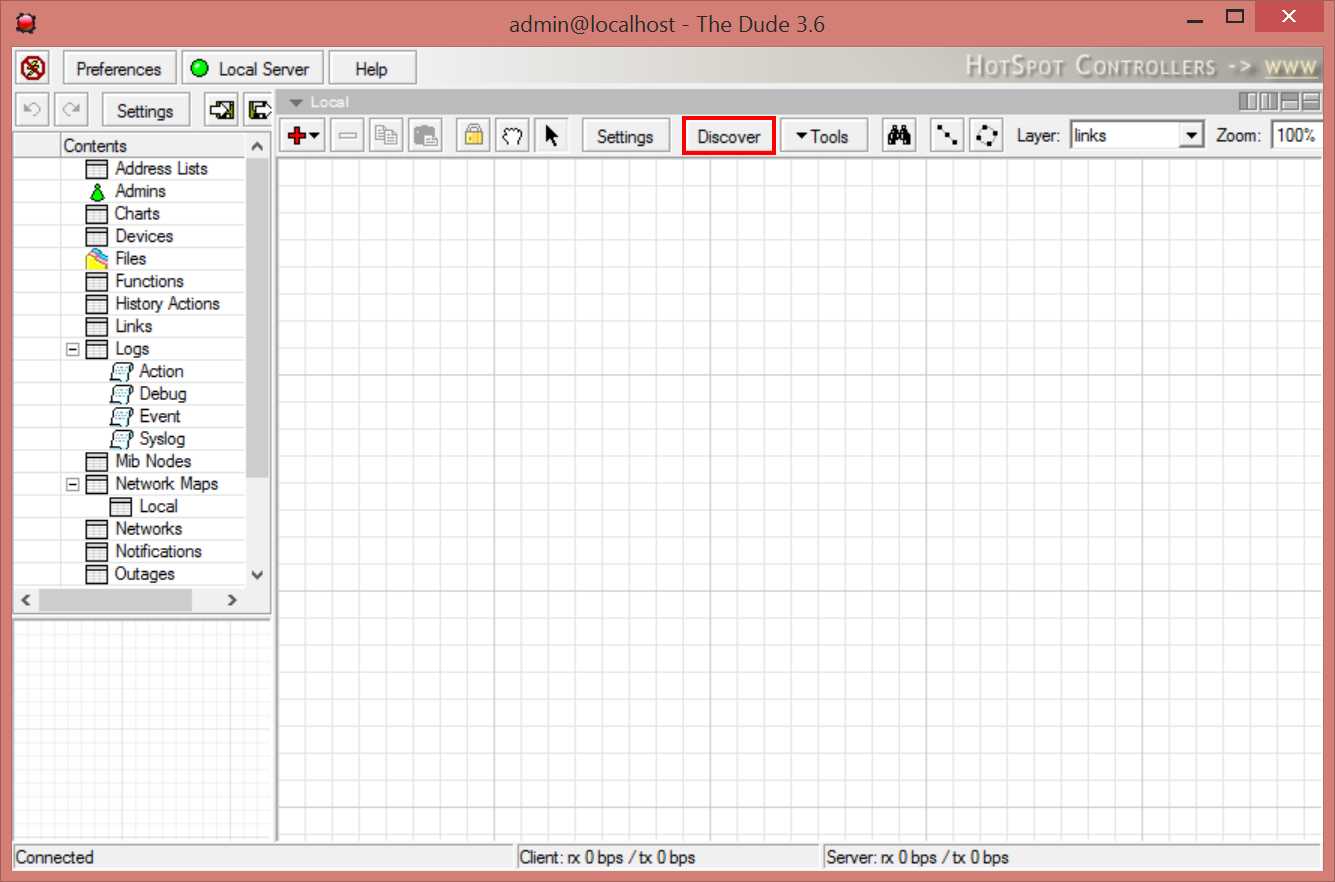 admin@localhost - The Dude 3.6
Preferences Local Server Help HotSpot Controllers -> www
Settings Local
Settings Discover Tools Layer: links Zoom: 100%
Contents
Address Lists
Admins
Charts
Devices
Files
Functions
History Actions
Links
Logs
Action
Debug
Event
Syslog
Mib Nodes
Network Maps
Local
Networks
Notifications
Outages
Connected Client: rx 0 bps / tx 0 bps Server: rx 0 bps / tx 0 bps